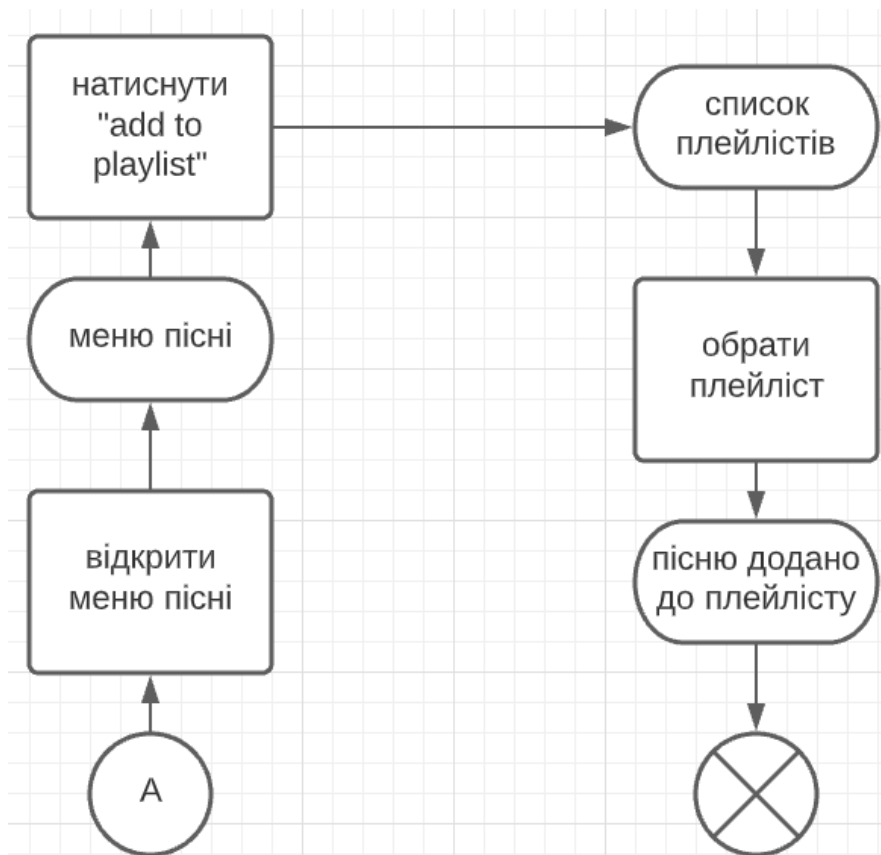 натиснути
"add to
playlist"
список
плейлістів
меню пісні
обрати
плейліст
відкрити
меню пісні
пісню додано
до плейлісту
A